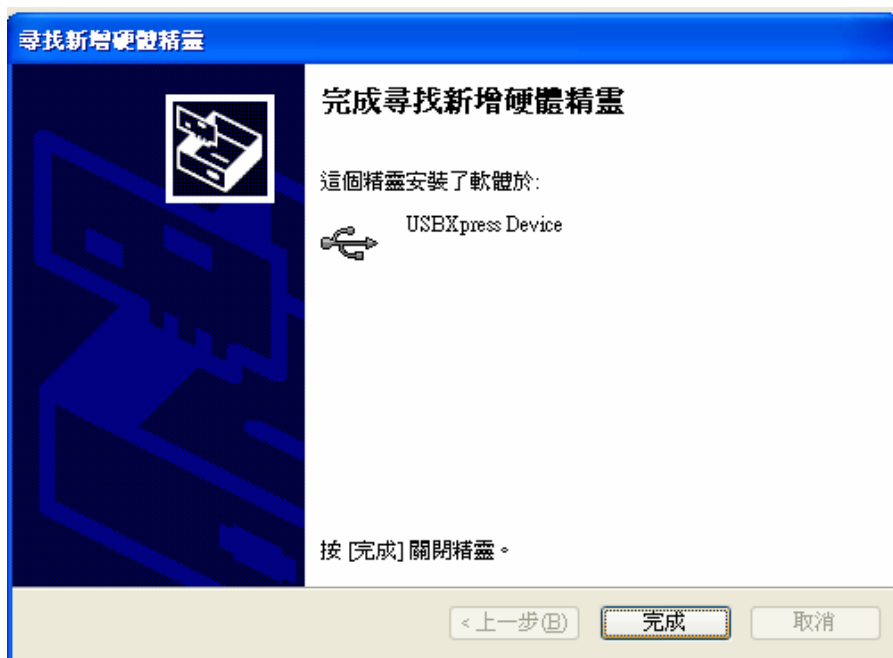 尋找新增硬體精靈
完成尋找新增硬體精靈
這個精靈安裝了軟體於:
USBXpress Device
按 [完成] 關閉精靈。
< 上一步(B)
完成
取消